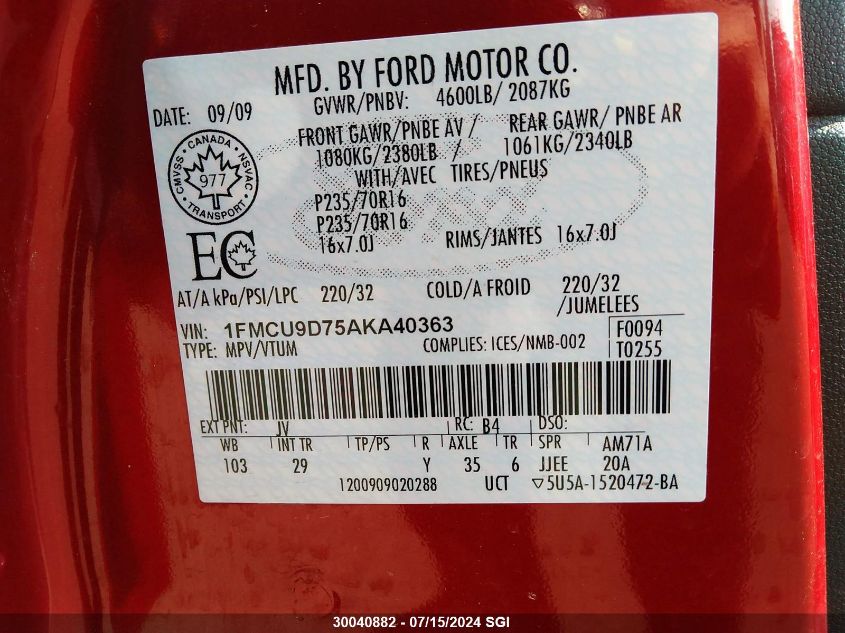 MFD. BY FORD MOTOR CO.
DATE: 09/09
GVWR/PNBV: 4600LB/ 2087KG
FRONT GAWR/PNBE AV / REAR GAWR/ PNBE AR
1080KG/2380LB / 1061KG/2340LB
WITH/AVEC TIRES/PNEUS
P235/70R16
P235/70R16
16x7.0J RIMS/JANTES 16x7.0J
CANADA
CMVSS NSVAC
977
TRANSPORT
EC
AT/A kPa/PSI/LPC 220/32 COLD/A FROID 220/32
/JUMELEES
VIN: 1FMCU9D75AKA40363 F0094
TYPE: MPV/VTUM COMPLIES: ICES/NMB-002 T0255
EXT PNT: JV RC: B4 DSO:
WB INT TR TP/PS R AXLE TR SPR AM71A
103 29 Y 35 6 JJEE 20A
1200909020288 UCT ▽5U5A-1520472-BA
30040882 - 07/15/2024 SGI